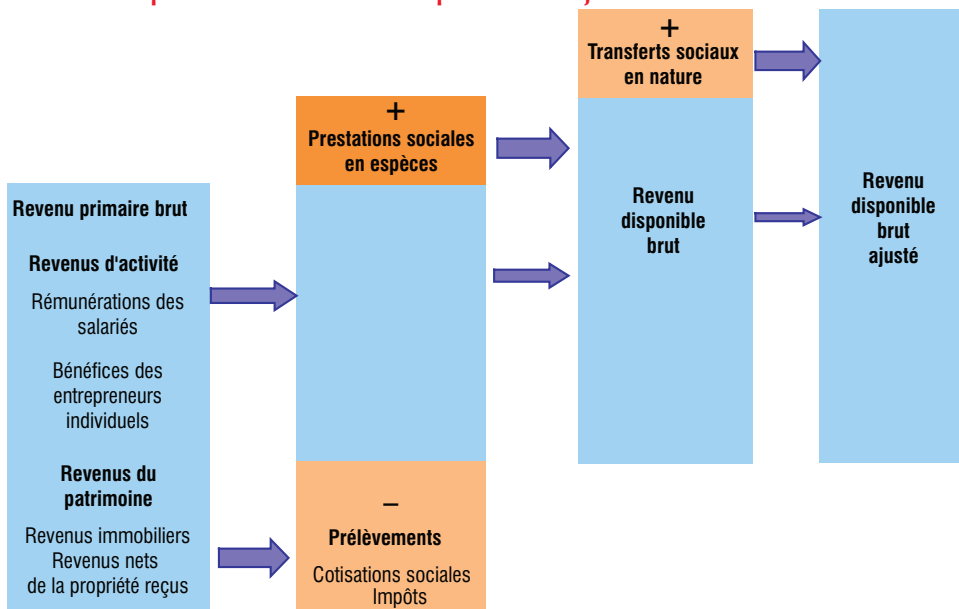 Revenu primaire brut
Revenus d'activité
Rémunérations des
salariés
Bénéfices des
entrepreneurs
individuels
Revenus du
patrimoine
Revenus immobiliers
Revenus nets
de la propriété reçus
+
Prestations sociales
en espèces
–
Prélèvements
Cotisations sociales
Impôts
+
Transferts sociaux
en nature
Revenu
disponible
brut
Revenu
disponible
brut
ajusté